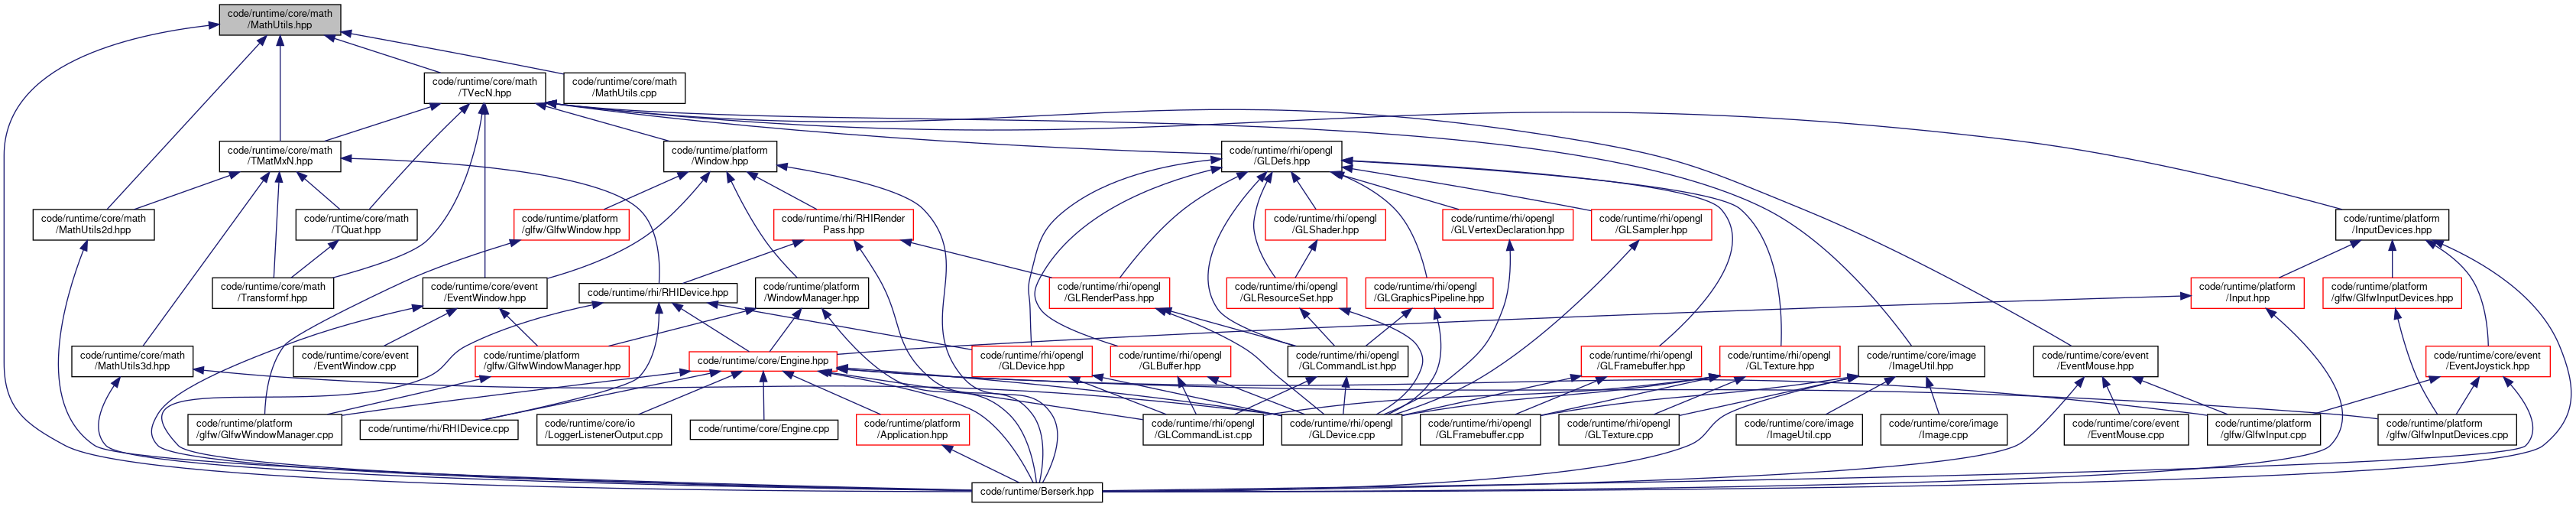 code/runtime/core/math
/MathUtils.hpp
code/runtime/core/math
/TVecN.hpp
code/runtime/core/math
/MathUtils.cpp
code/runtime/core/math
/TMatMxN.hpp
code/runtime/platform
/Window.hpp
code/runtime/rhi/opengl
/GLDefs.hpp
code/runtime/core/math
/MathUtils2d.hpp
code/runtime/core/math
/TQuat.hpp
code/runtime/platform
/glfw/GlfwWindow.hpp
code/runtime/rhi/RHIRender
Pass.hpp
code/runtime/rhi/opengl
/GLShader.hpp
code/runtime/rhi/opengl
/GLVertexDeclaration.hpp
code/runtime/rhi/opengl
/GLSampler.hpp
code/runtime/platform
/InputDevices.hpp
code/runtime/core/math
/Transformf.hpp
code/runtime/core/event
/EventWindow.hpp
code/runtime/rhi/RHIDevice.hpp
code/runtime/platform
/WindowManager.hpp
code/runtime/rhi/opengl
/GLRenderPass.hpp
code/runtime/rhi/opengl
/GLResourceSet.hpp
code/runtime/rhi/opengl
/GLGraphicsPipeline.hpp
code/runtime/platform
/Input.hpp
code/runtime/platform
/glfw/GlfwInputDevices.hpp
code/runtime/core/math
/MathUtils3d.hpp
code/runtime/core/event
/EventWindow.cpp
code/runtime/platform
/glfw/GlfwWindowManager.hpp
code/runtime/core/Engine.hpp
code/runtime/rhi/opengl
/GLDevice.hpp
code/runtime/rhi/opengl
/GLBuffer.hpp
code/runtime/rhi/opengl
/GLCommandList.hpp
code/runtime/rhi/opengl
/GLFramebuffer.hpp
code/runtime/rhi/opengl
/GLTexture.hpp
code/runtime/core/image
/ImageUtil.hpp
code/runtime/core/event
/EventMouse.hpp
code/runtime/core/event
/EventJoystick.hpp
code/runtime/platform
/glfw/GlfwWindowManager.cpp
code/runtime/rhi/RHIDevice.cpp
code/runtime/core/io
/LoggerListenerOutput.cpp
code/runtime/core/Engine.cpp
code/runtime/platform
/Application.hpp
code/runtime/rhi/opengl
/GLCommandList.cpp
code/runtime/rhi/opengl
/GLDevice.cpp
code/runtime/rhi/opengl
/GLFramebuffer.cpp
code/runtime/rhi/opengl
/GLTexture.cpp
code/runtime/core/image
/ImageUtil.cpp
code/runtime/core/image
/Image.cpp
code/runtime/core/event
/EventMouse.cpp
code/runtime/platform
/glfw/GlfwInput.cpp
code/runtime/platform
/glfw/GlfwInputDevices.cpp
code/runtime/Berserk.hpp